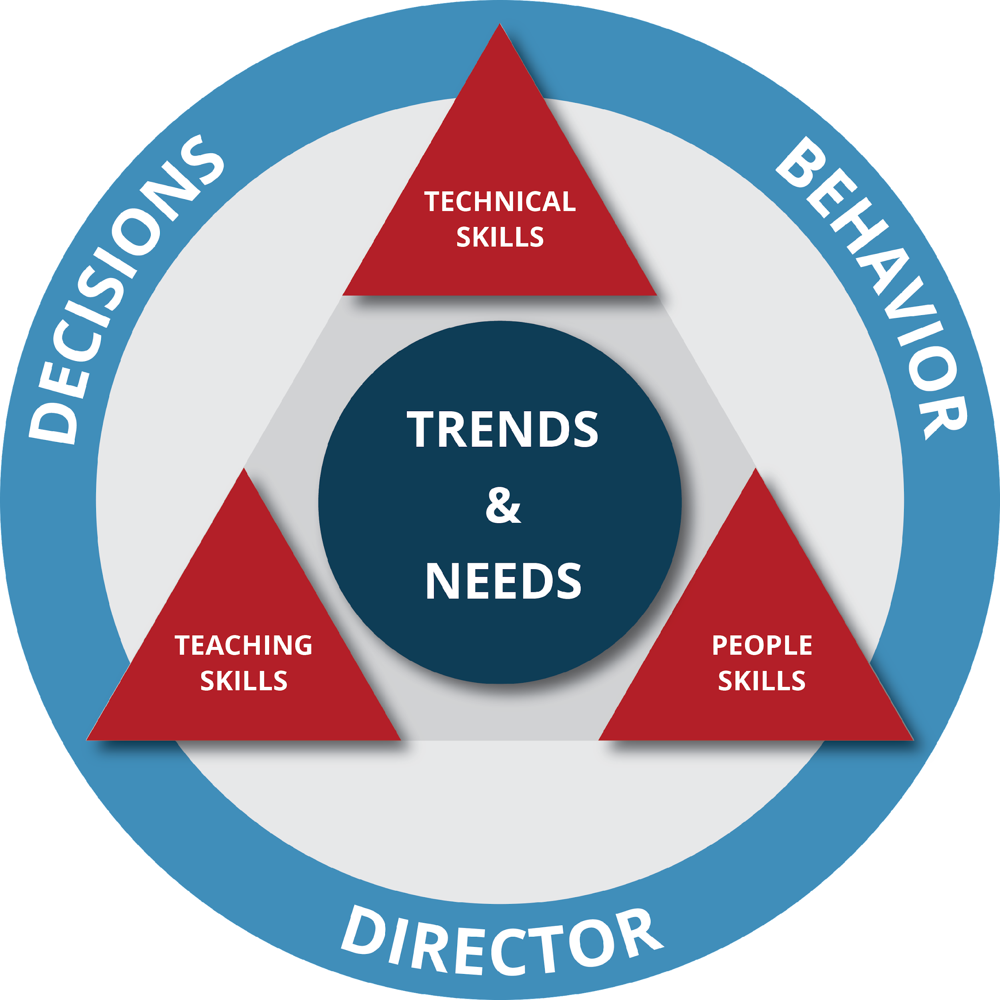 DECISIONS
BEHAVIOR
TECHNICAL
SKILLS
TRENDS
&
NEEDS
TEACHING
SKILLS
PEOPLE
SKILLS
DIRECTOR